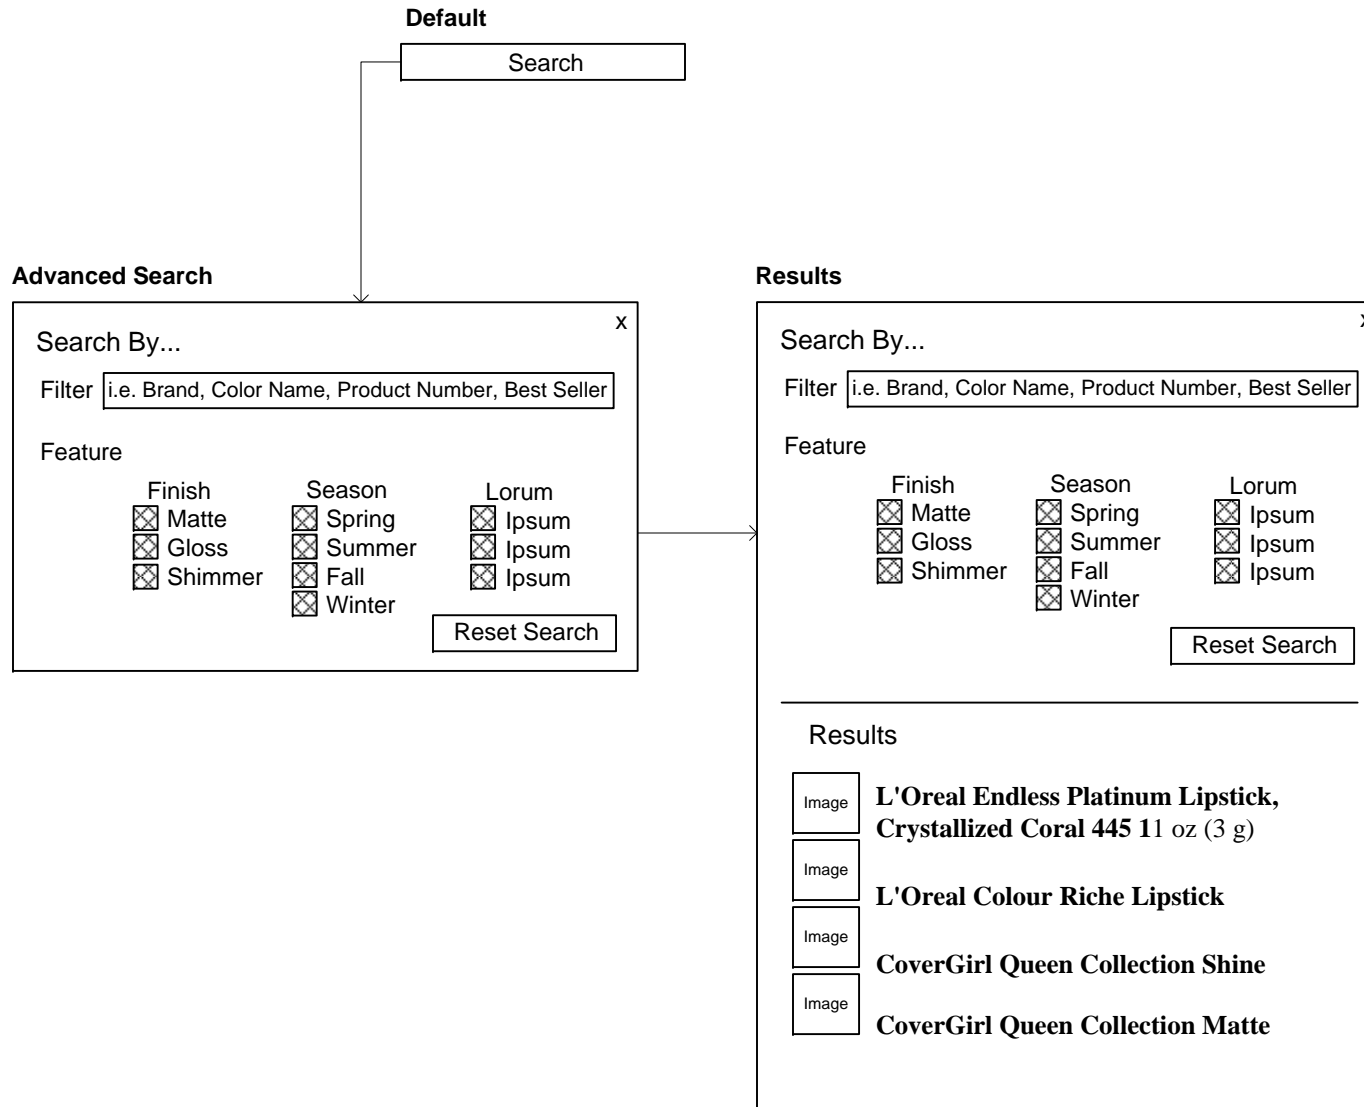 Default
Search
Advanced Search
x
Search By...
Filter i.e. Brand, Color Name, Product Number, Best Seller
Feature
Finish
Matte
Gloss
Shimmer
Season
Spring
Summer
Fall
Winter
Lorum
Ipsum
Ipsum
Ipsum
Reset Search
Results
x
Search By...
Filter i.e. Brand, Color Name, Product Number, Best Seller
Feature
Finish
Matte
Gloss
Shimmer
Season
Spring
Summer
Fall
Winter
Lorum
Ipsum
Ipsum
Ipsum
Reset Search
Results
Image
L'Oreal Endless Platinum Lipstick,
Crystallized Coral 445 11 oz (3 g)
Image
L'Oreal Colour Riche Lipstick
Image
CoverGirl Queen Collection Shine
Image
CoverGirl Queen Collection Matte